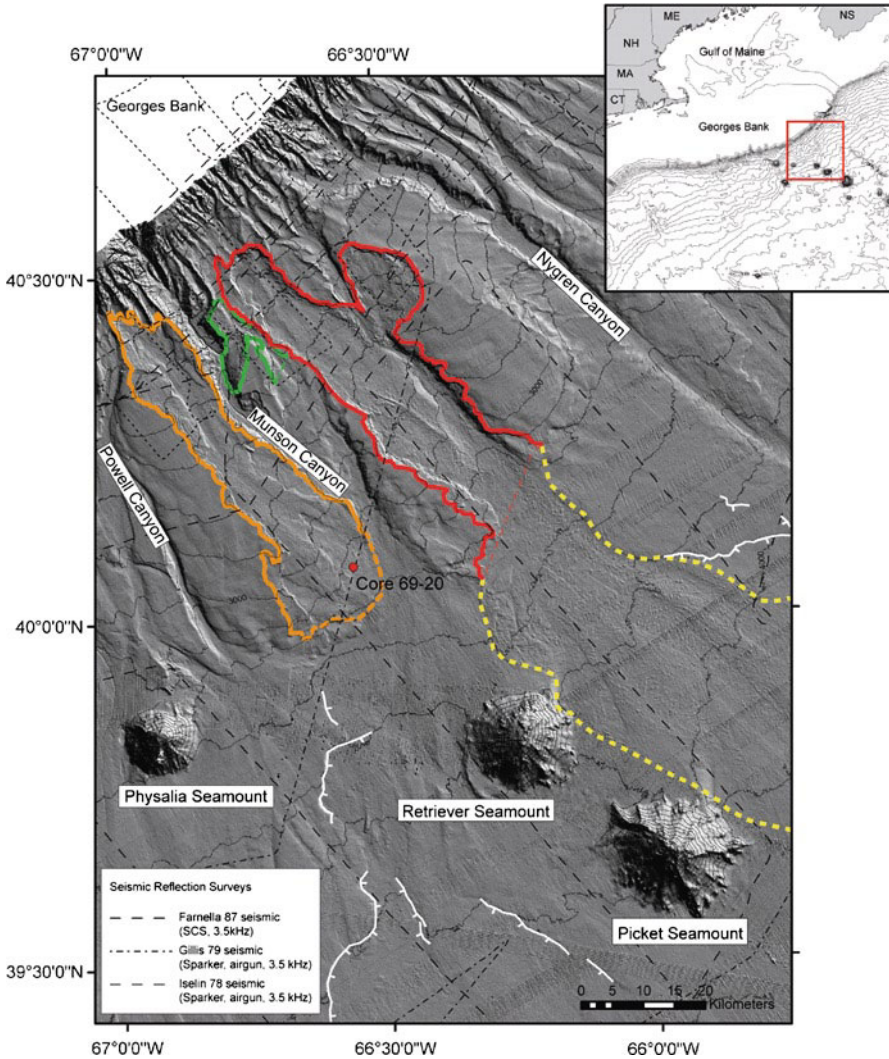 67°0'0"W
66°30'0"W
ME
NS
NH
Gulf of Maine
MA
CT
Georges Bank
Georges Bank
40°30'0"N
Nygren Canyon
3000
Munson Canyon
Powell Canyon
Core 69-20
3000
40°0'0"N
Physalia Seamount
Retriever Seamount
Picket Seamount
Seismic Reflection Surveys
Farnella 87 seismic
(SCS, 3.5kHz)
Gillis 79 seismic
(Sparker, airgun, 3.5 kHz)
Iselin 78 seismic
(Sparker, airgun, 3.5 kHz)
39°30'0"N
0 5 10 15 20
Kilometers
67°0'0"W
66°30'0"W
66°0'0"W